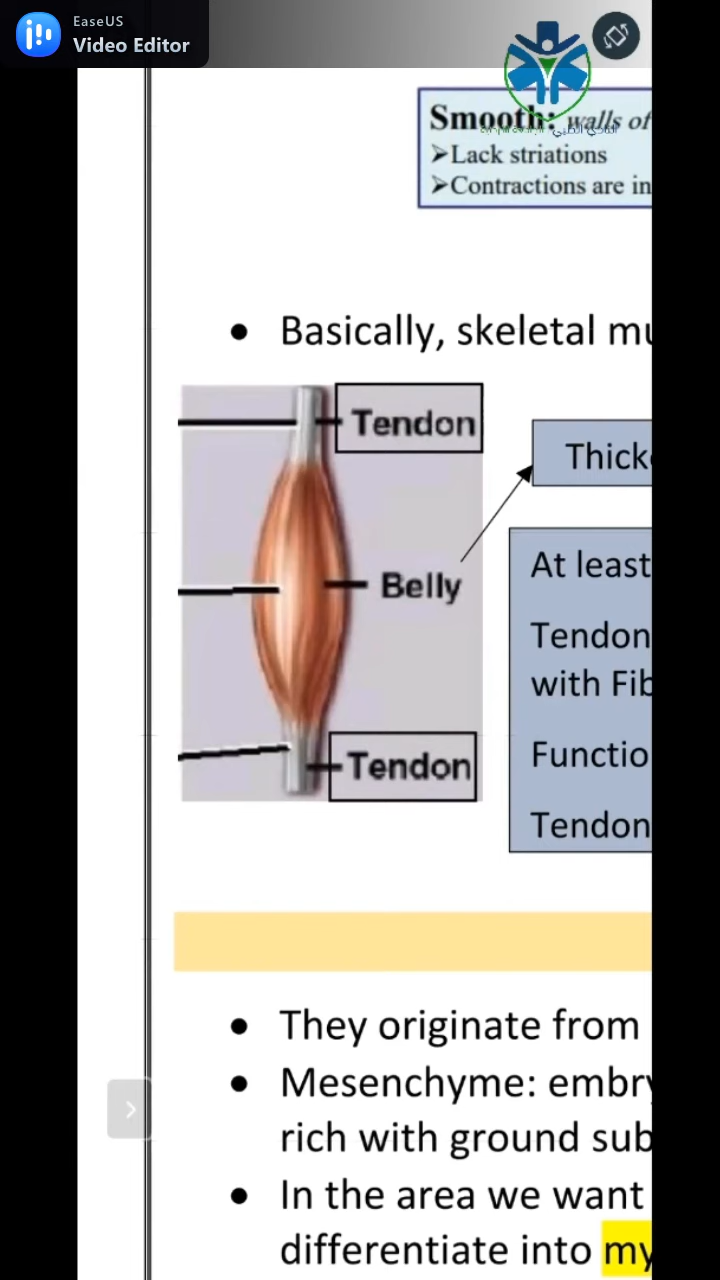 EaseUS
Video Editor
Smooth: walls of
➢Lack striations
➢Contractions are in
• Basically, skeletal mu
Tendon
Thick
Belly
At least
Tendon
with Fib
Functio
Tendon
Tendon
• They originate from
• Mesenchyme: embry
rich with ground sub
• In the area we want
differentiate into my